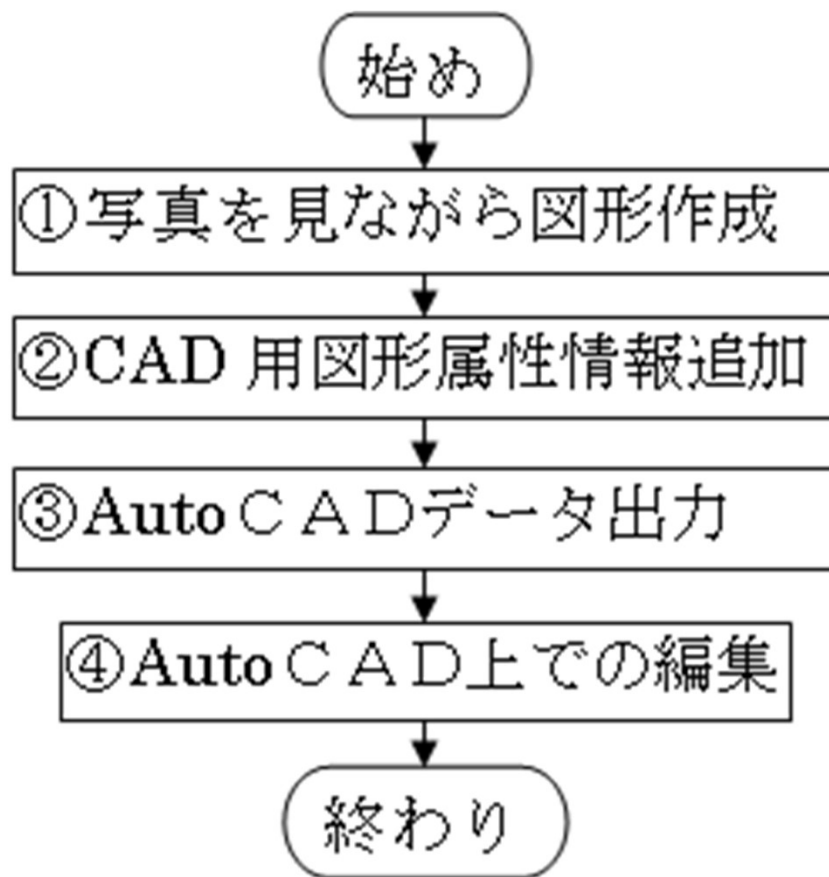 始め
①写真を見ながら図形作成
②CAD 用図形属性情報追加
③AutoＣＡＤデータ出力
④AutoＣＡＤ上での編集
終わり